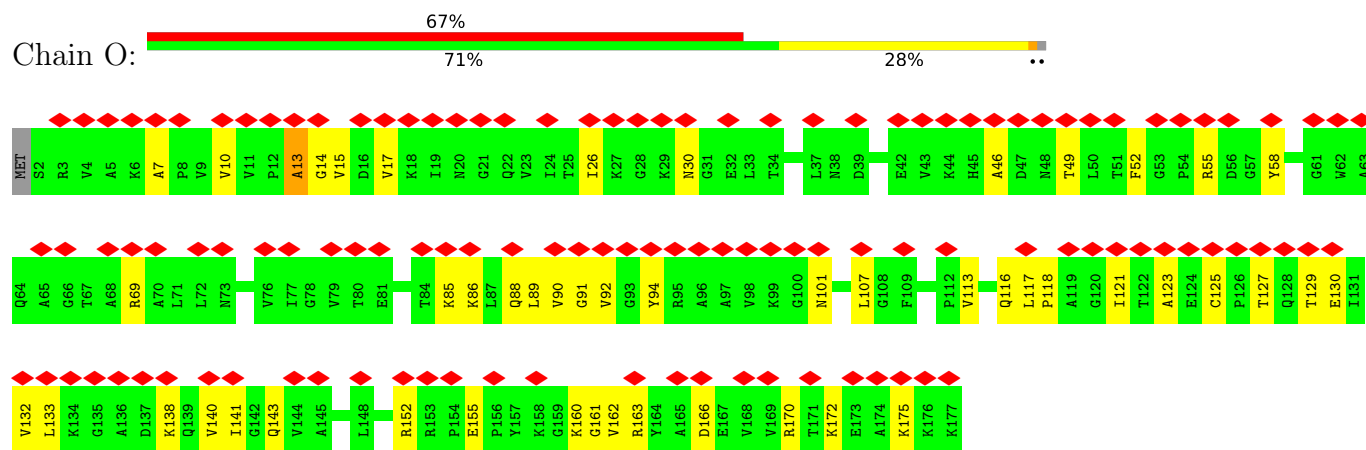 67%
Chain O:
71% 28% ••
MET S2 R3 V4 A5 K6 A7 P8 V9 V10 V11 P12 A13 G14 V15 D16 V17 K18 I19 N20 G21 Q22 V23 I24 T25 I26 K27 G28 K29 N30 G31 E32 L33 T34 L37 N38 D39 E42 V43 K44 H45 A46 D47 N48 T49 L50 T51 F52 G53 P54 R55 D56 G57 Y58 G61 W62 A63
Q64 A65 G66 T67 A68 R69 A70 L71 L72 N73 V76 I77 G78 V79 T80 E81 T84 K85 K86 L87 Q88 L89 V90 G91 V92 G93 Y94 R95 A96 A97 V98 K99 G100 N101 L107 G108 F109 P112 V113 Q116 L117 P118 A119 G120 I121 T122 A123 E124 C125 P126 T127 Q128 T129 E130 I131
V132 L133 K134 G135 A136 D137 K138 Q139 V140 I141 G142 Q143 V144 A145 L148 R152 R153 P154 E155 P156 Y157 K158 G159 K160 G161 V162 R163 Y164 A165 D166 E167 V168 V169 R170 T171 K172 E173 A174 K175 K176 K177